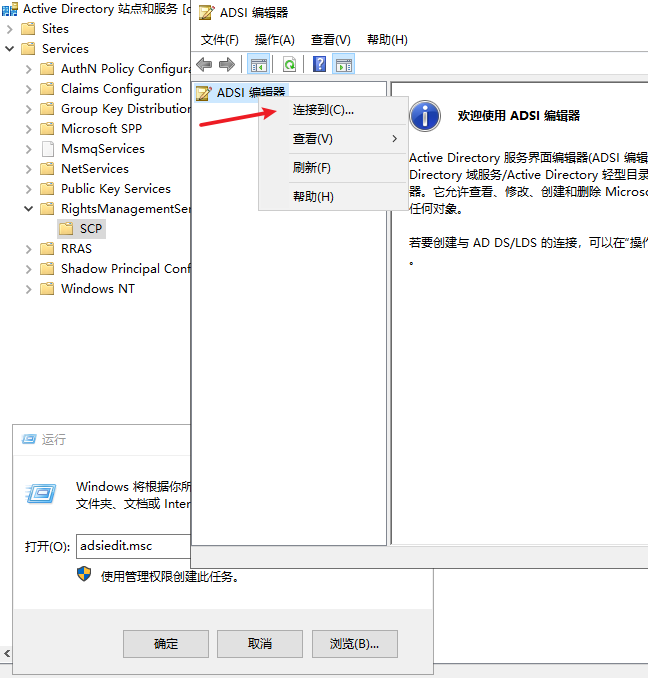 Active Directory 站点和服务 [c
Sites
Services
AuthN Policy Configura
Claims Configuration
Group Key Distribution
Microsoft SPP
MsmqServices
NetServices
Public Key Services
RightsManagementSer
SCP
RRAS
Shadow Principal Conf
Windows NT
ADSI 编辑器
文件(F) 操作(A) 查看(V) 帮助(H)
ADSI 编辑器
连接到(C)...
查看(V)
刷新(F)
帮助(H)
欢迎使用 ADSI 编辑器
Active Directory 服务界面编辑器(ADSI 编辑
Directory 域服务/Active Directory 轻型目录
器。它允许查看、修改、创建和删除 Microso
任何对象。
若要创建与 AD DS/LDS 的连接，可以在"操作
。
运行
Windows 将根据你所
文件夹、文档或 Inter
打开(O): adsiedit.msc
使用管理权限创建此任务。
确定 取消 浏览(B)...